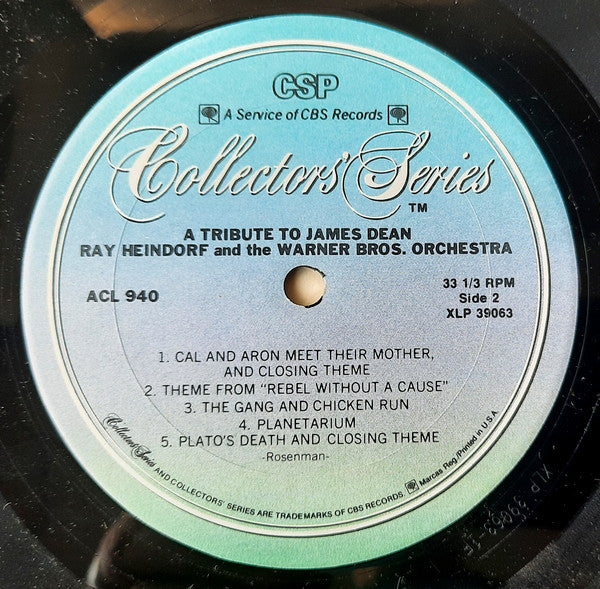 CSP
A Service of CBS Records
Collectors' Series
TM
A TRIBUTE TO JAMES DEAN
RAY HEINDORF and the WARNER BROS. ORCHESTRA
ACL 940
33 1/3 RPM
Side 2
XLP 39063
1. CAL AND ARON MEET THEIR MOTHER,
AND CLOSING THEME
2. THEME FROM "REBEL WITHOUT A CAUSE"
3. THE GANG AND CHICKEN RUN
4. PLANETARIUM
5. PLATO'S DEATH AND CLOSING THEME
-Rosenman-
Collectors' Series AND COLLECTORS' SERIES ARE TRADEMARKS OF CBS RECORDS. Marcas Reg./Printed in U.S.A.